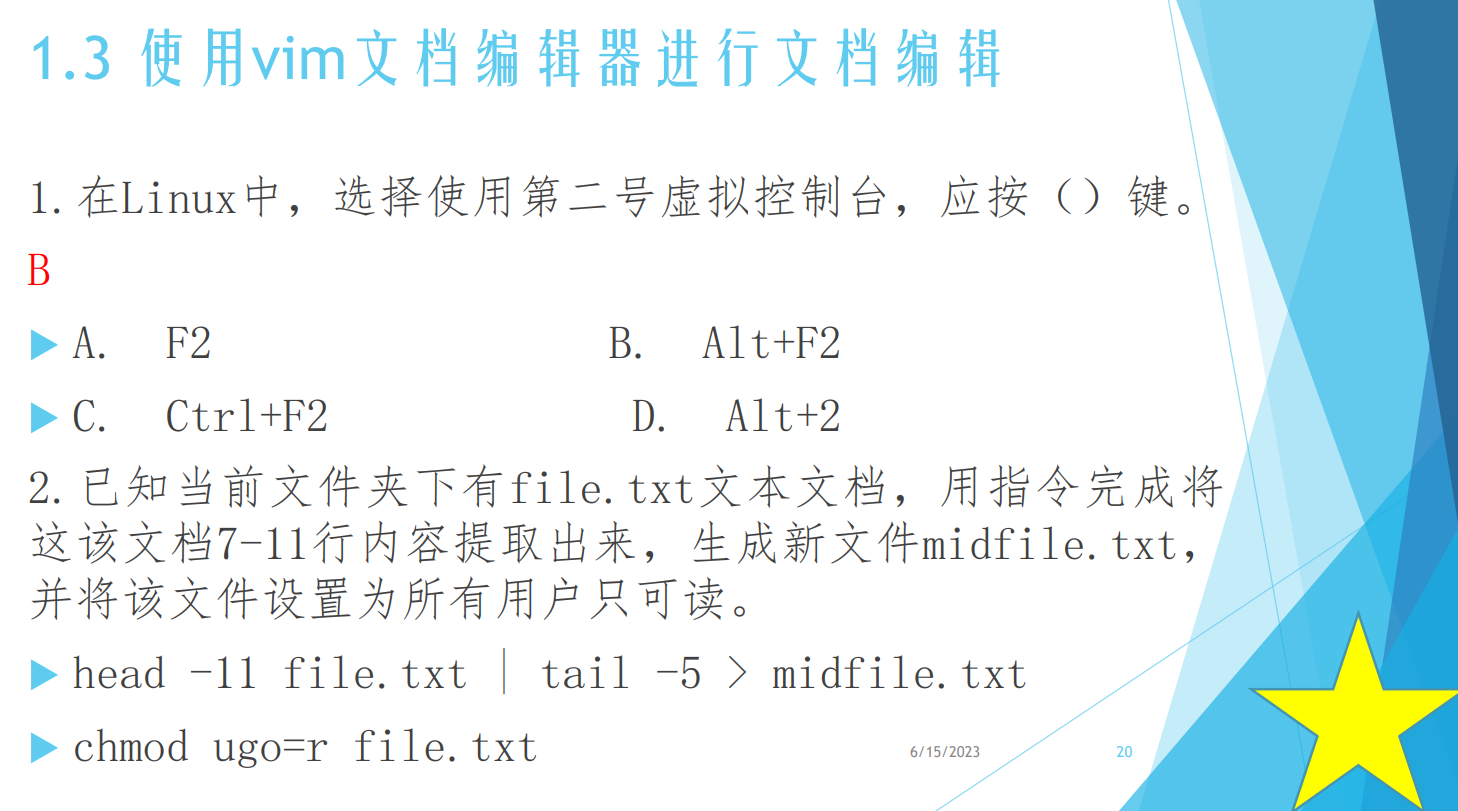 1.3 使用vim文档编辑器进行文档编辑
1. 在Linux中，选择使用第二号虚拟控制台，应按（）键。
B
A. F2 B. Alt+F2
C. Ctrl+F2 D. Alt+2
2. 已知当前文件夹下有file.txt文本文档，用指令完成将
这该文档7-11行内容提取出来，生成新文件midfile.txt，
并将该文件设置为所有用户只可读。
head -11 file.txt | tail -5 > midfile.txt
chmod ugo=r file.txt
6/15/2023 20